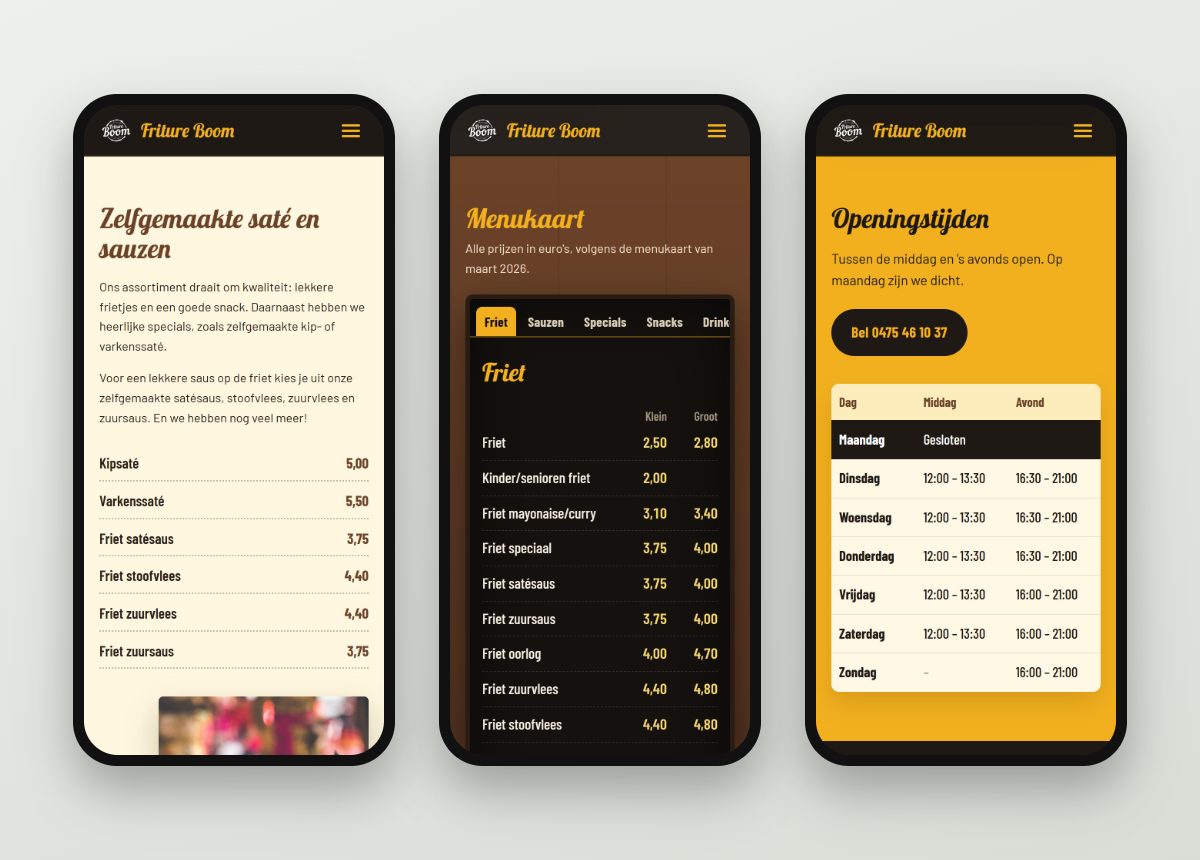 Friture Boom
Friture Boom
Zelfgemaakte saté en
sauzen
Ons assortiment draait om kwaliteit: lekkere
frietjes en een goede snack. Daarnaast hebben we
heerlijke specials, zoals zelfgemaakte kip- of
varkenssaté.
Voor een lekkere saus op de friet kies je uit onze
zelfgemaakte satésaus, stoofvlees, zuurvlees en
zuursaus. En we hebben nog veel meer!
Kipsaté 5,00
Varkenssaté 5,50
Friet satésaus 3,75
Friet stoofvlees 4,40
Friet zuurvlees 4,40
Friet zuursaus 3,75
Friture Boom
Friture Boom
Menukaart
Alle prijzen in euro's, volgens de menukaart van
maart 2026.
Friet Sauzen Specials Snacks Drink
Friet
Klein Groot
Friet 2,50 2,80
Kinder/senioren friet 2,00
Friet mayonaise/curry 3,10 3,40
Friet speciaal 3,75 4,00
Friet satésaus 3,75 4,00
Friet zuursaus 3,75 4,00
Friet oorlog 4,00 4,70
Friet zuurvlees 4,40 4,80
Friet stoofvlees 4,40 4,80
Friture Boom
Friture Boom
Openingstijden
Tussen de middag en 's avonds open. Op
maandag zijn we dicht.
Bel 0475 46 10 37
Dag Middag Avond
Maandag Gesloten
Dinsdag 12:00 – 13:30 16:30 – 21:00
Woensdag 12:00 – 13:30 16:30 – 21:00
Donderdag 12:00 – 13:30 16:30 – 21:00
Vrijdag 12:00 – 13:30 16:00 – 21:00
Zaterdag 12:00 – 13:30 16:00 – 21:00
Zondag – 16:00 – 21:00